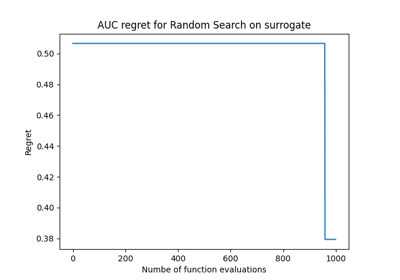 AUC regret for Random Search on surrogate
0.50
0.48
0.46
0.44
0.42
0.40
0.38
Regret
0 200 400 600 800 1000
Numbe of function evaluations